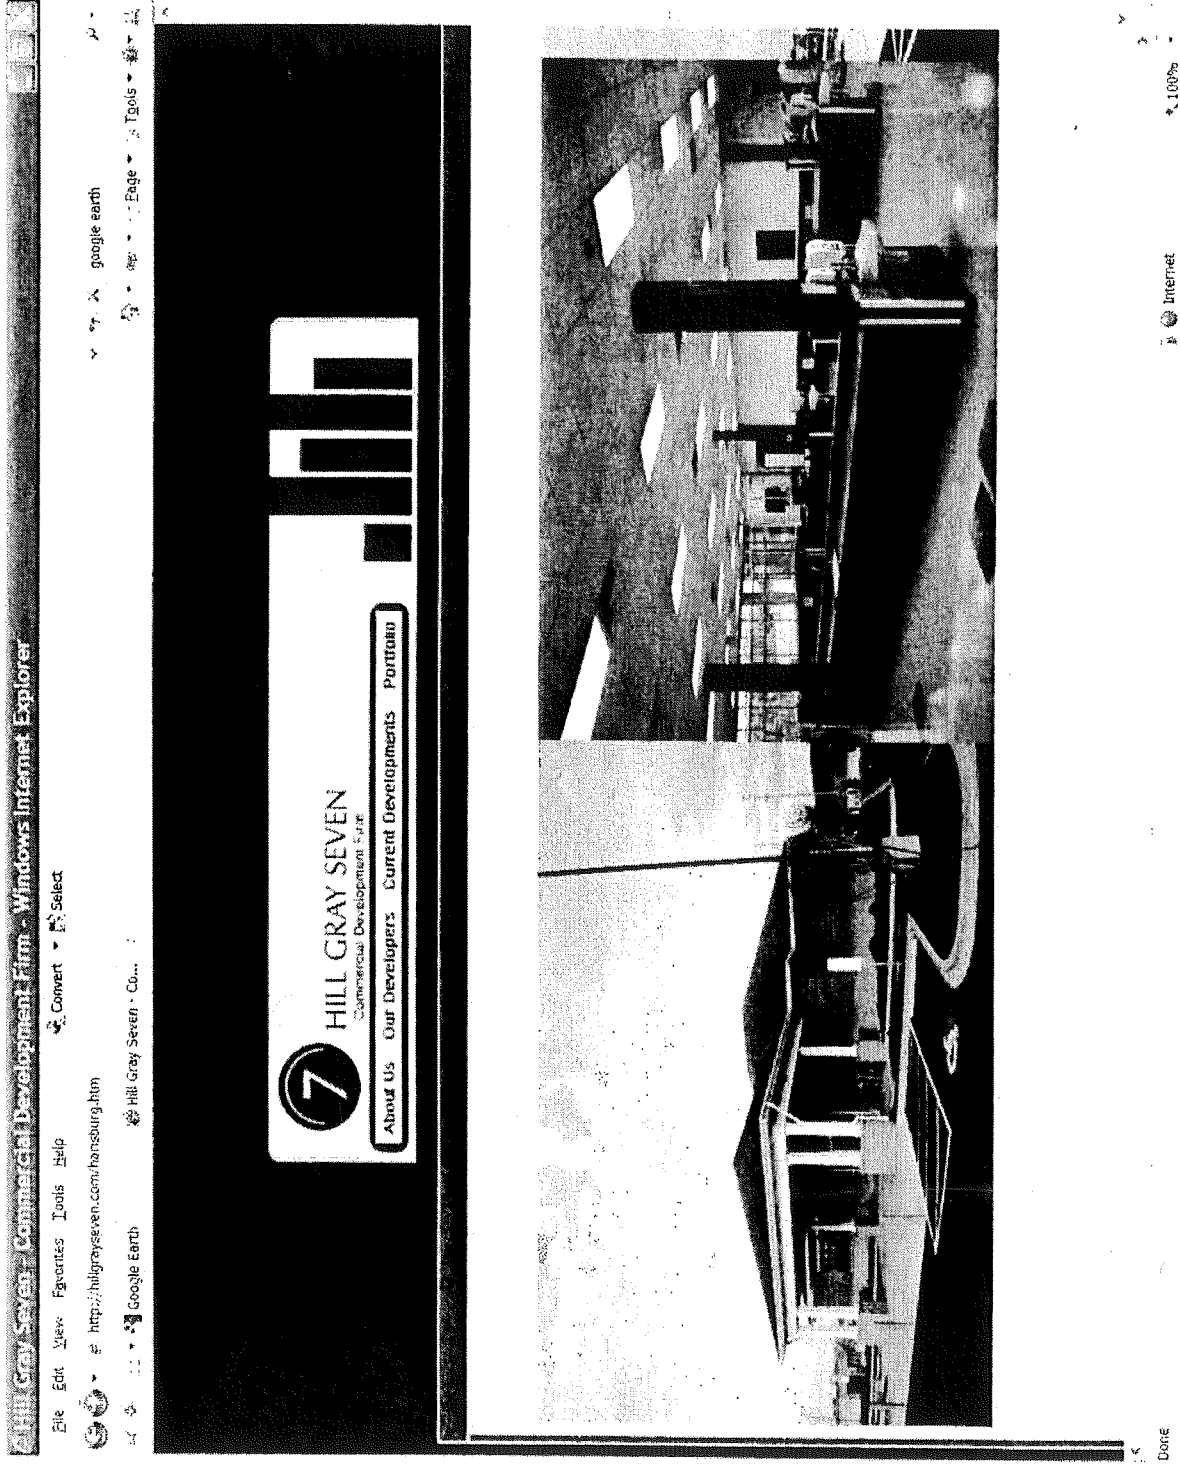 Hill Gray Seven - Commercial Development Firm - Windows Internet Explorer
File Edit View Favorites Tools Help
Convert Select
http://hillgrayseven.com/harrisburg.htm
google earth
Google Earth
Hill Gray Seven - Co...
Page Tools
7
HILL GRAY SEVEN
Commercial Development Firm
About Us Our Developers Current Developments Portfolio
Done
Internet
100%